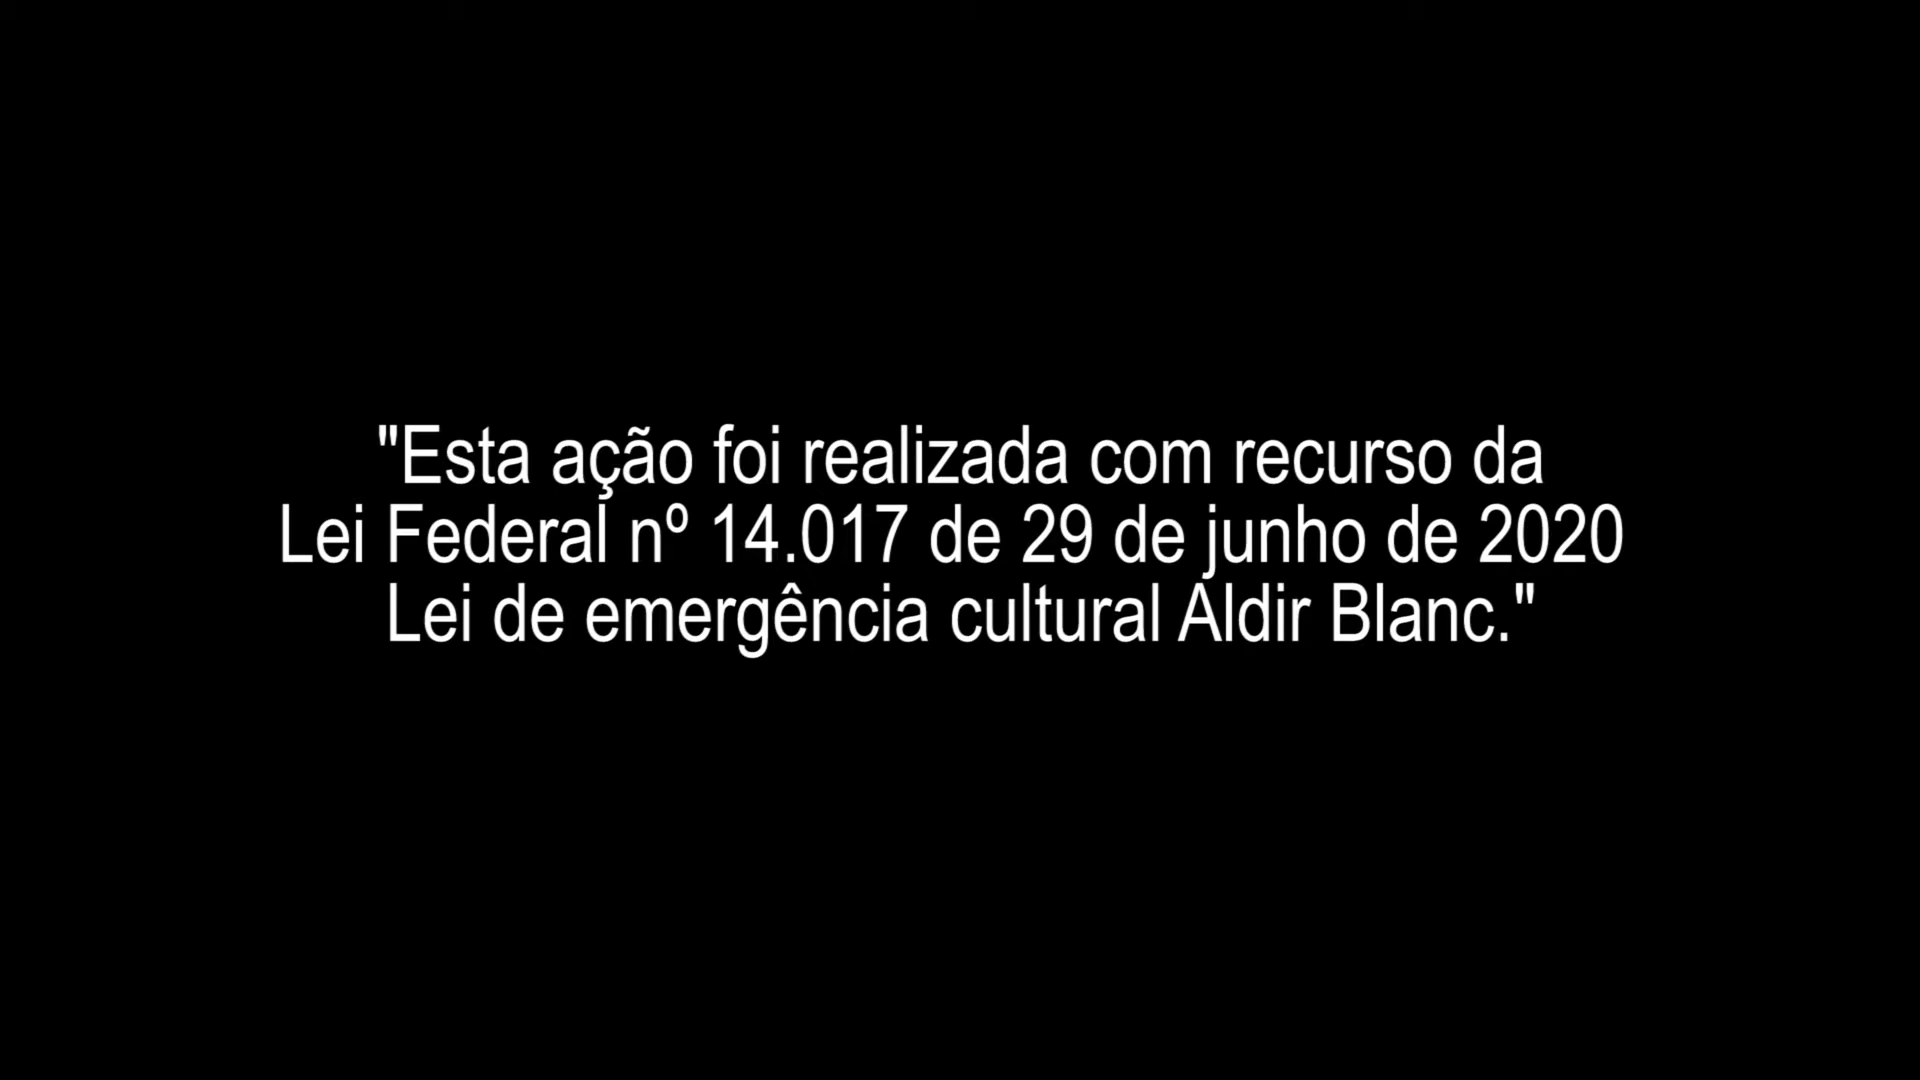 "Esta ação foi realizada com recurso da
Lei Federal nº 14.017 de 29 de junho de 2020
Lei de emergência cultural Aldir Blanc."